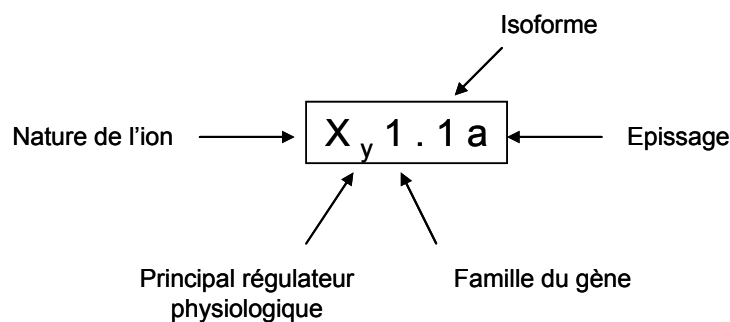 Isoforme
Nature de l'ion
X y 1 . 1 a
Epissage
Principal régulateur
physiologique
Famille du gène